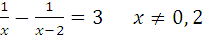 1/x − 1/(x−2) = 3 x ≠ 0, 2